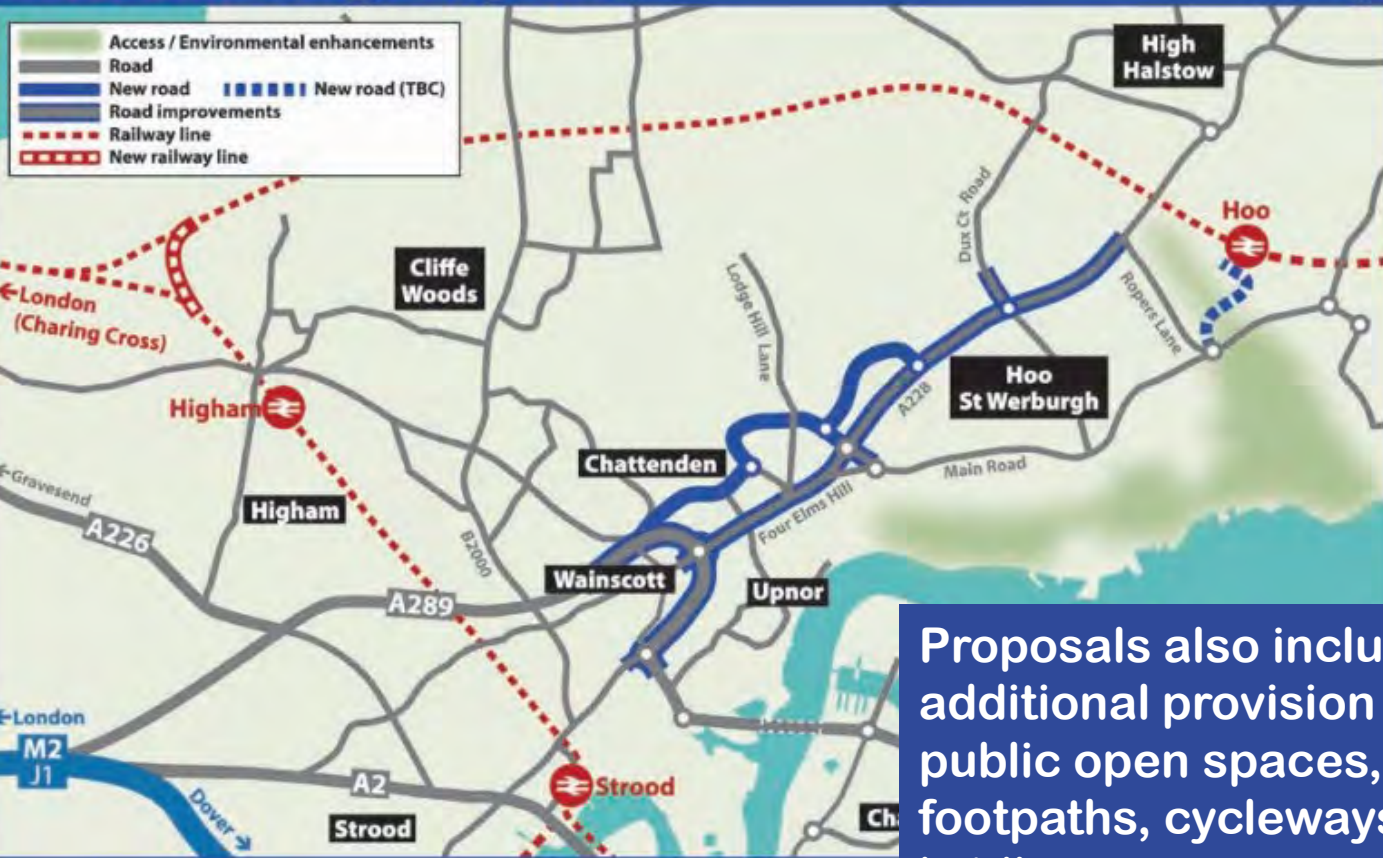 Access / Environmental enhancements
Road
New road
New road (TBC)
Road improvements
Railway line
New railway line
High
Halstow
Hoo
Dux Ct Road
Ropers Lane
Cliffe
Woods
Lodge Hill Lane
←London
(Charing Cross)
Higham
Hoo
St Werburgh
A228
Chattenden
Main Road
←Gravesend
A226
Higham
B2000
Four Elms Hill
Wainscott
Upnor
A289
←London
M2
J1
A2
Dover→
Strood
Strood
Proposals also inclu
additional provision
public open spaces,
footpaths, cycleways
Ch